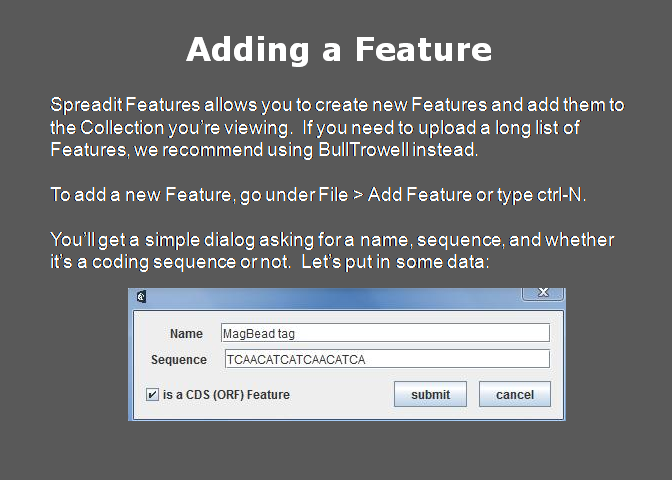 Adding a Feature
Spreadit Features allows you to create new Features and add them to
the Collection you're viewing.  If you need to upload a long list of
Features, we recommend using BullTrowell instead.
To add a new Feature, go under File > Add Feature or type ctrl-N.
You'll get a simple dialog asking for a name, sequence, and whether
it's a coding sequence or not.  Let's put in some data:
Name MagBead tag
Sequence TCAACATCATCAACATCA
is a CDS (ORF) Feature submit cancel